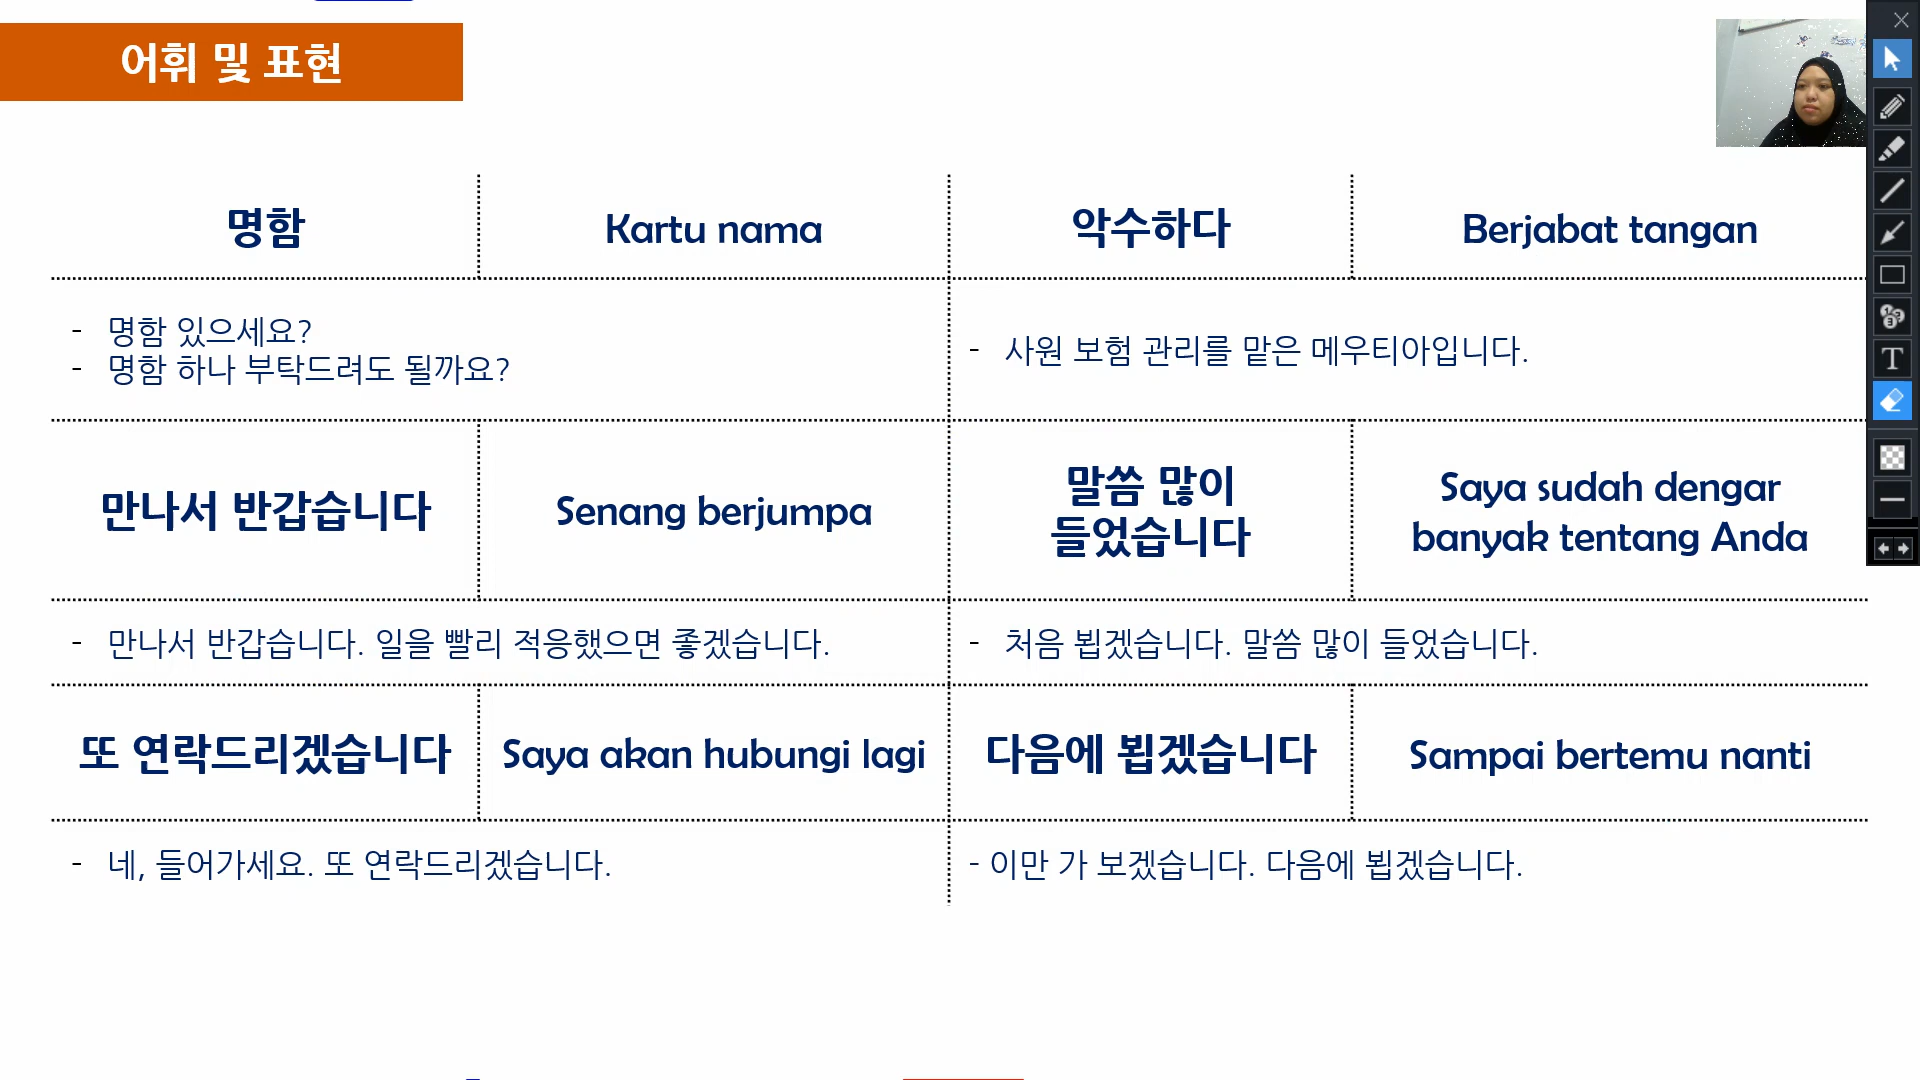 어휘 및 표현
명함
Kartu nama
악수하다
Berjabat tangan
- 명함 있으세요?
- 명함 하나 부탁드려도 될까요?
- 사원 보험 관리를 맡은 메우티아입니다.
만나서 반갑습니다
Senang berjumpa
말씀 많이
들었습니다
Saya sudah dengar
banyak tentang Anda
- 만나서 반갑습니다. 일을 빨리 적응했으면 좋겠습니다.
- 처음 뵙겠습니다. 말씀 많이 들었습니다.
또 연락드리겠습니다
Saya akan hubungi lagi
다음에 뵙겠습니다
Sampai bertemu nanti
- 네, 들어가세요. 또 연락드리겠습니다.
- 이만 가 보겠습니다. 다음에 뵙겠습니다.